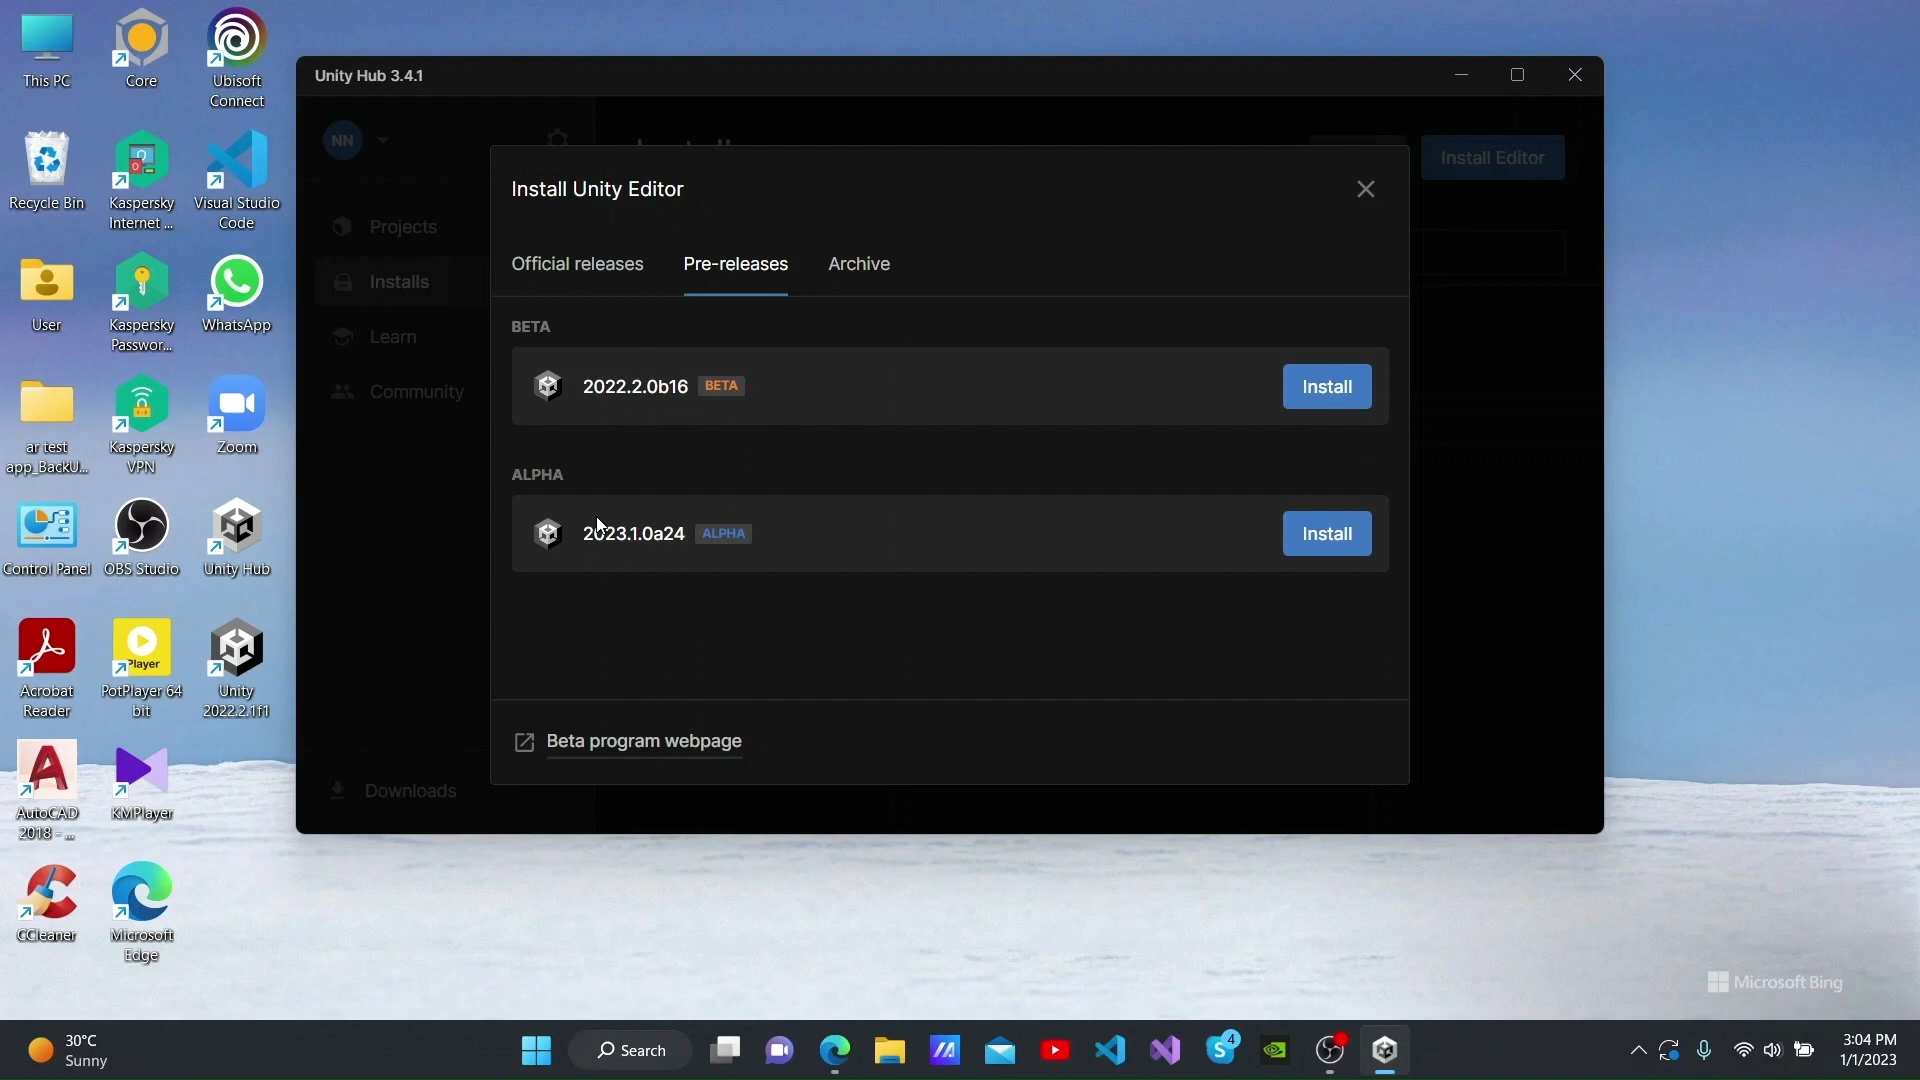 This PC
Core
Ubisoft
Connect
Recycle Bin
Kaspersky
Internet ...
Visual Studio
Code
User
Kaspersky
Passwor...
WhatsApp
ar test
app_BackU...
Kaspersky
VPN
Zoom
Control Panel
OBS Studio
Unity Hub
Acrobat
Reader
Player
PotPlayer 64
bit
Unity
2022.2.1f1
AutoCAD
2018 - ...
KMPlayer
CCleaner
Microsoft
Edge
Unity Hub 3.4.1
NN
Install Editor
Projects
Installs
Learn
Community
Downloads
Install Unity Editor
Official releases
Pre-releases
Archive
BETA
2022.2.0b16 BETA
Install
ALPHA
2023.1.0a24 ALPHA
Install
Beta program webpage
Microsoft Bing
30°C
Sunny
Search
4
3:04 PM
1/1/2023